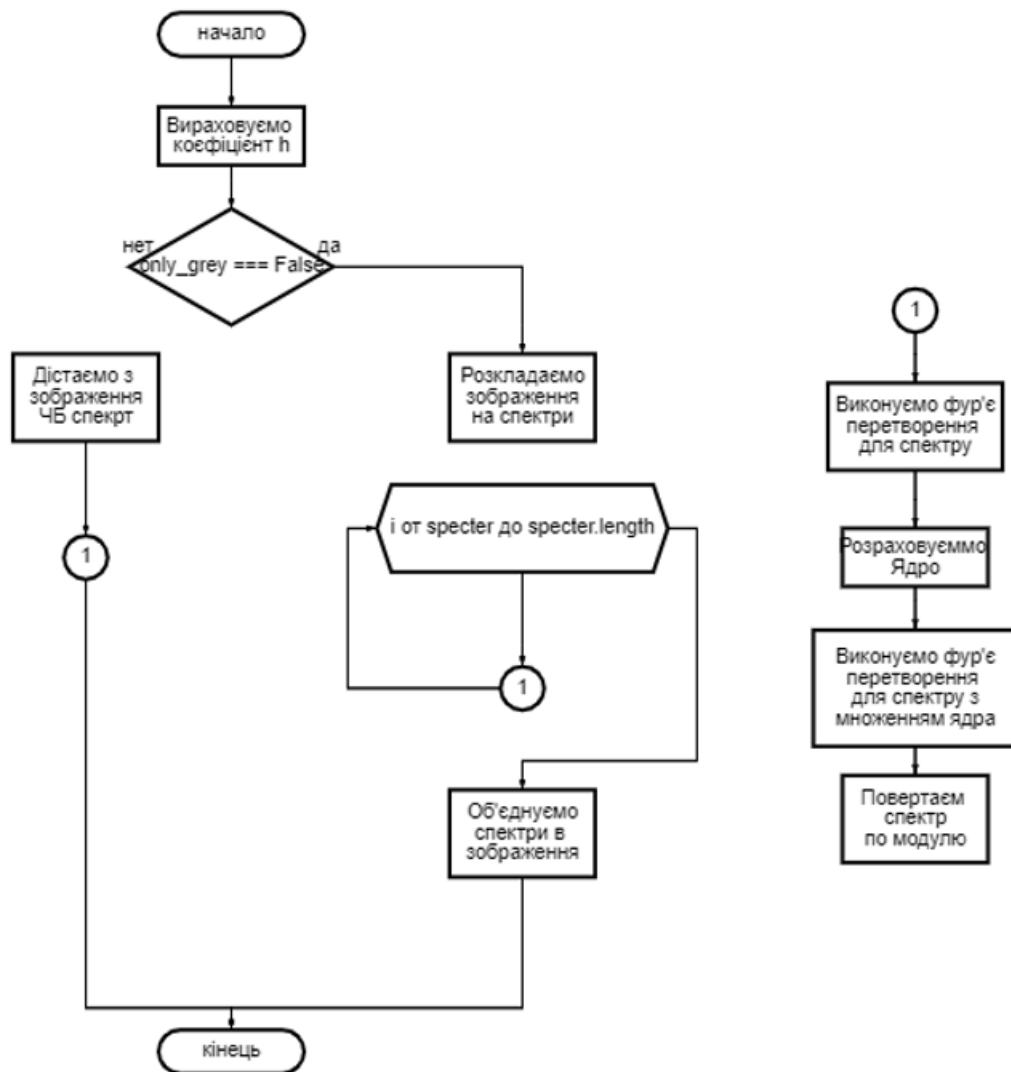 начало
Вираховуємо
коєфіцієнт h
нет
да
only_grey === False
1
Дістаємо з
зображення
ЧБ спекрт
Розкладаємо
зображення
на спектри
Виконуємо фур'є
перетворення
для спектру
i от specter до specter.length
1
Розраховуєммо
Ядро
1
Виконуємо фур'є
перетворення
для спектру з
множенням ядра
Об'єднуємо
спектри в
зображення
Повертаєм
спектр
по модулю
кінець